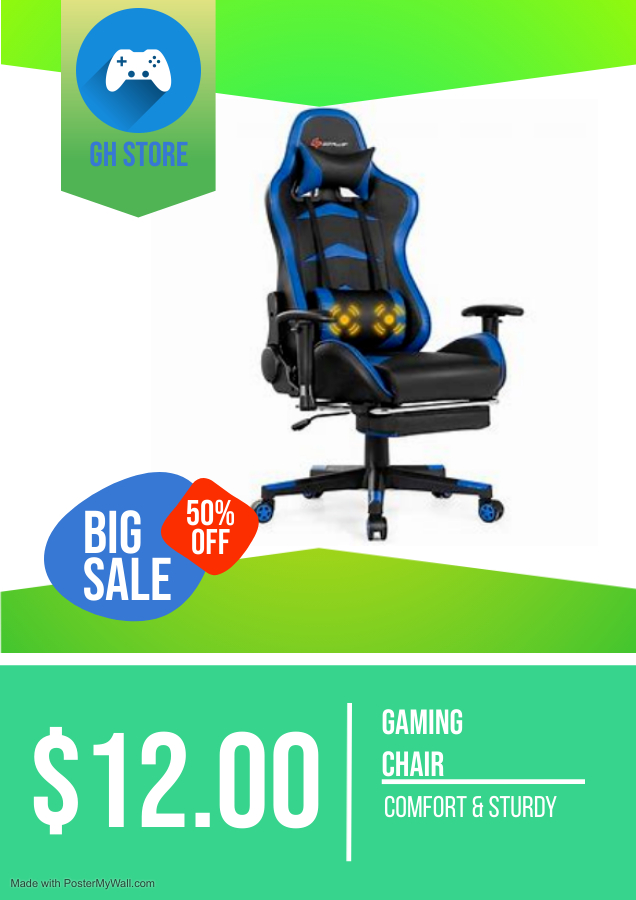 GH STORE
BIG
SALE
50%
OFF
$12.00
GAMING
CHAIR
COMFORT & STURDY
Made with PosterMyWall.com